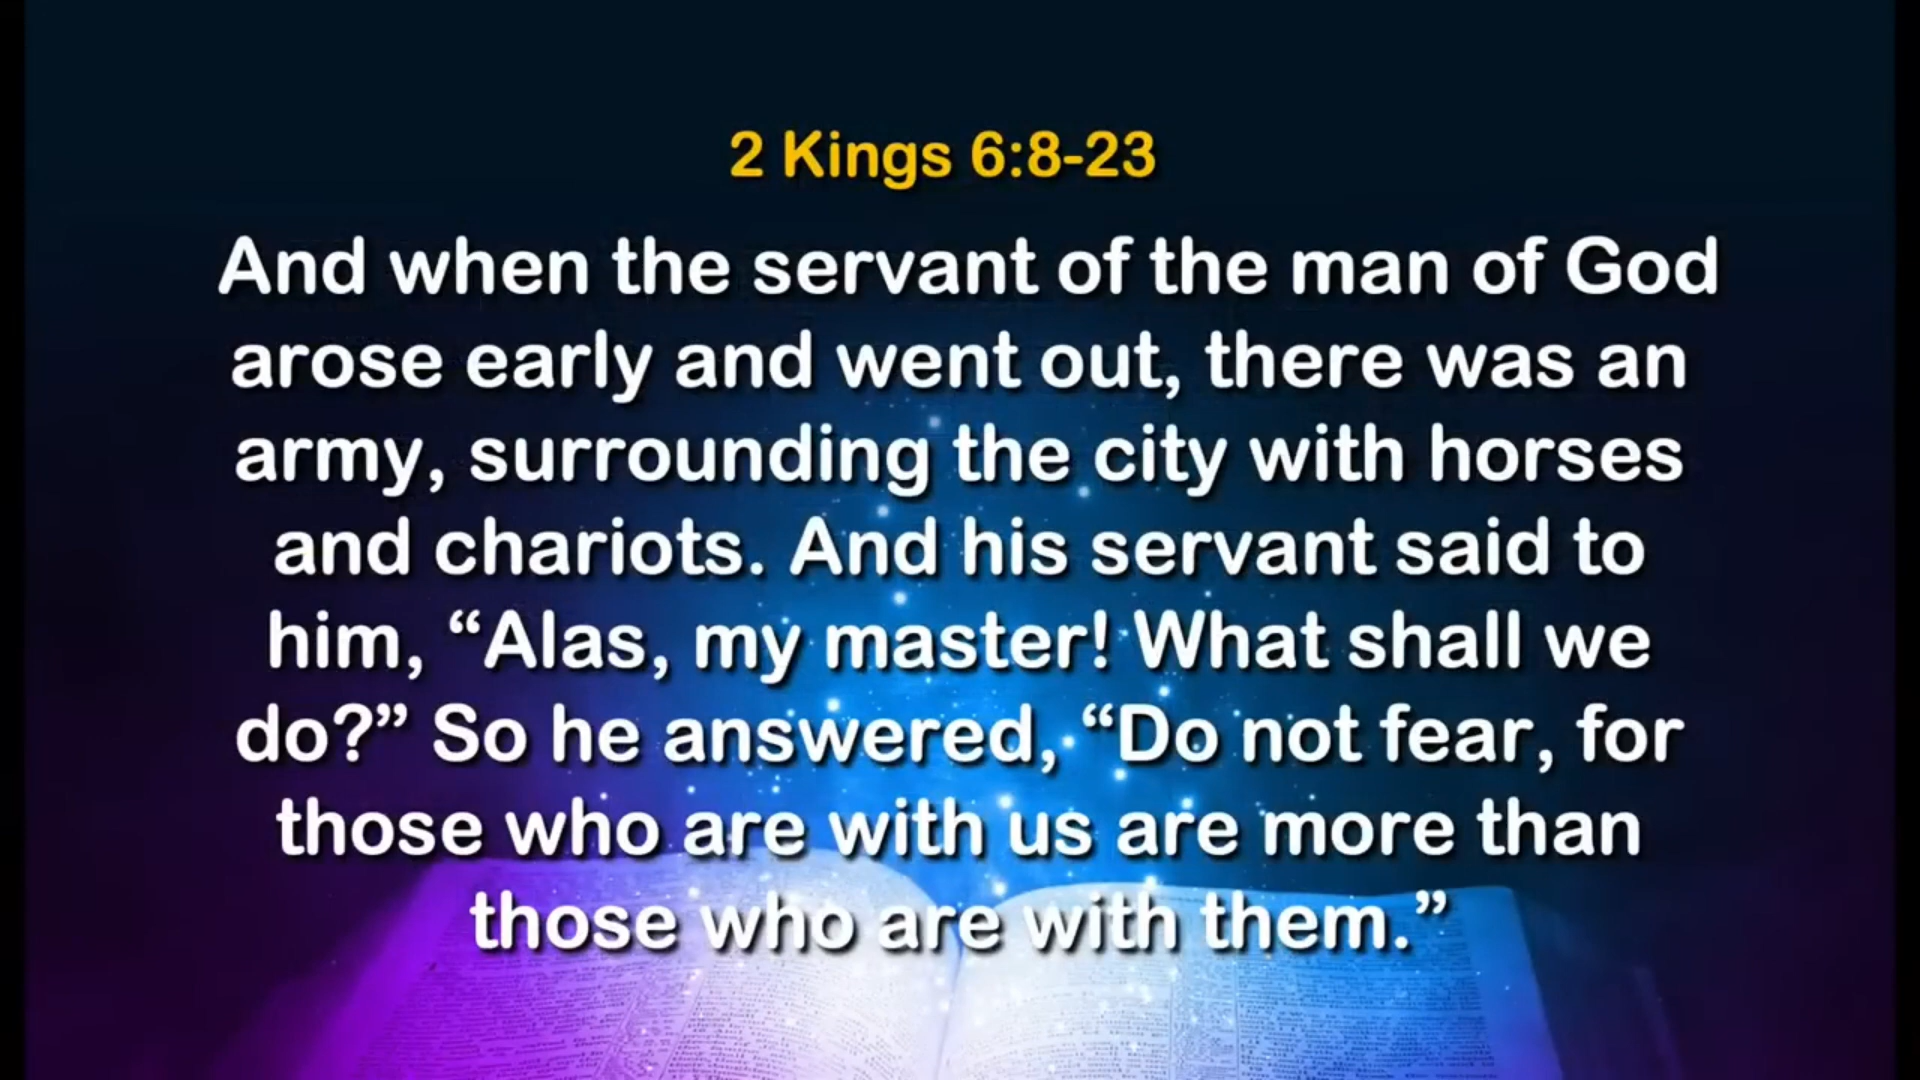 2 Kings 6:8-23
And when the servant of the man of God
arose early and went out, there was an
army, surrounding the city with horses
and chariots. And his servant said to
him, “Alas, my master! What shall we
do?” So he answered, “Do not fear, for
those who are with us are more than
those who are with them.”